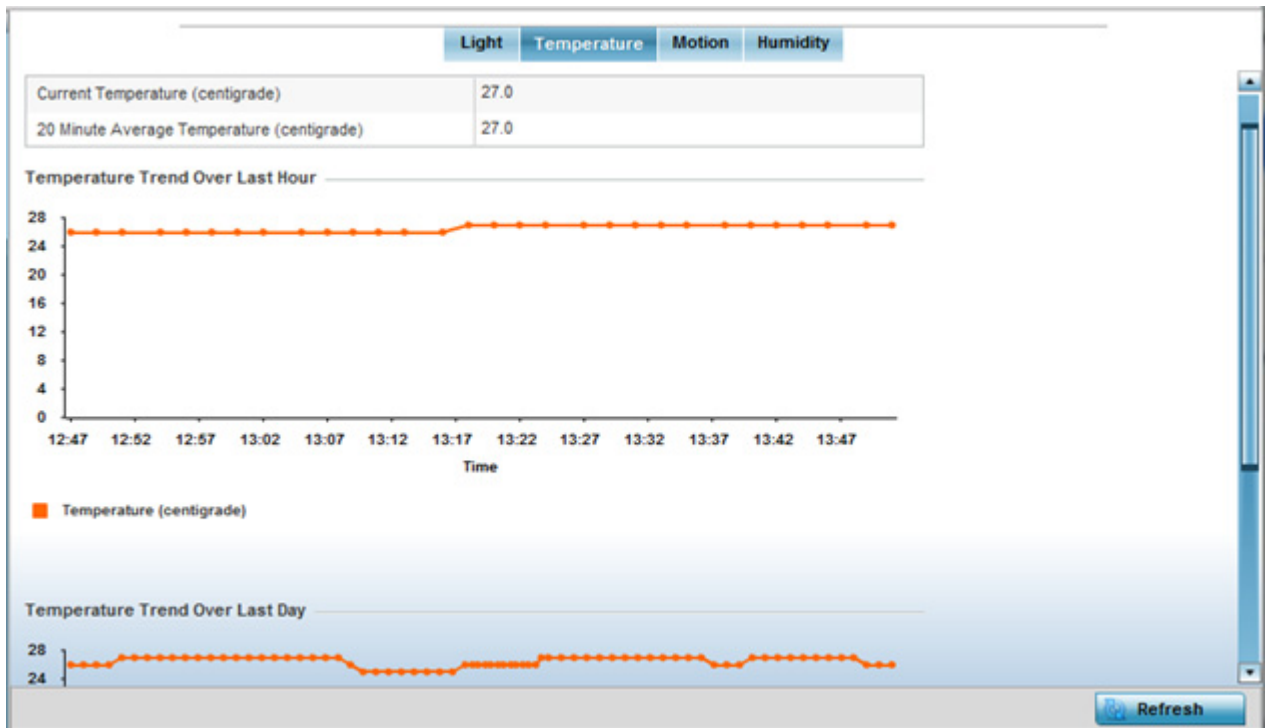 Light Temperature Motion Humidity
Current Temperature (centigrade) 27.0
20 Minute Average Temperature (centigrade) 27.0
Temperature Trend Over Last Hour
28
24
20
16
12
8
4
0
12:47 12:52 12:57 13:02 13:07 13:12 13:17 13:22 13:27 13:32 13:37 13:42 13:47
Time
Temperature (centigrade)
Temperature Trend Over Last Day
28
24
Refresh